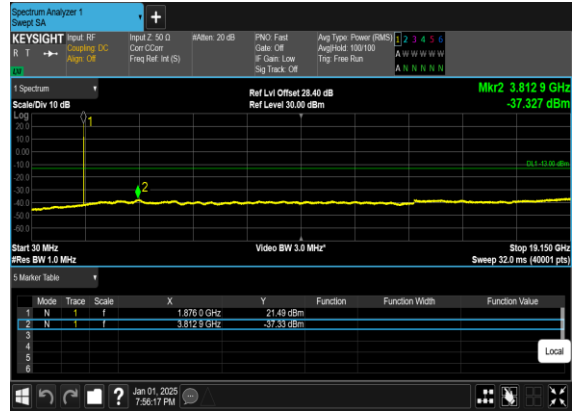 Spectrum Analyzer 1
Swept SA
+
KEYSIGHT Input: RF Input Z: 50 Ω #Atten: 20 dB PNO: Fast Avg Type: Power (RMS) 1 2 3 4 5 6
R T Coupling: DC Corr CCorr Gate: Off Avg|Hold: 100/100 A W W W W W
Align: Off Freq Ref: Int (S) IF Gain: Low Trig: Free Run
Sig Track: Off A N N N N N
1 Spectrum Ref Lvl Offset 28.40 dB Mkr2 3.812 9 GHz
Scale/Div 10 dB Ref Level 30.00 dBm -37.327 dBm
Log
1
20.0
10.0
0.00
-10.0 DL1 -13.00 dBm
-20.0
-30.0 2
-40.0
-50.0
-60.0
Start 30 MHz Video BW 3.0 MHz* Stop 19.150 GHz
#Res BW 1.0 MHz Sweep 32.0 ms (40001 pts)
5 Marker Table
Mode Trace Scale X Y Function Function Width Function Value
1 N 1 f 1.876 0 GHz 21.49 dBm
2 N 1 f 3.812 9 GHz -37.33 dBm
3
4
5
6
Local
? Jan 01, 2025
7:56:17 PM